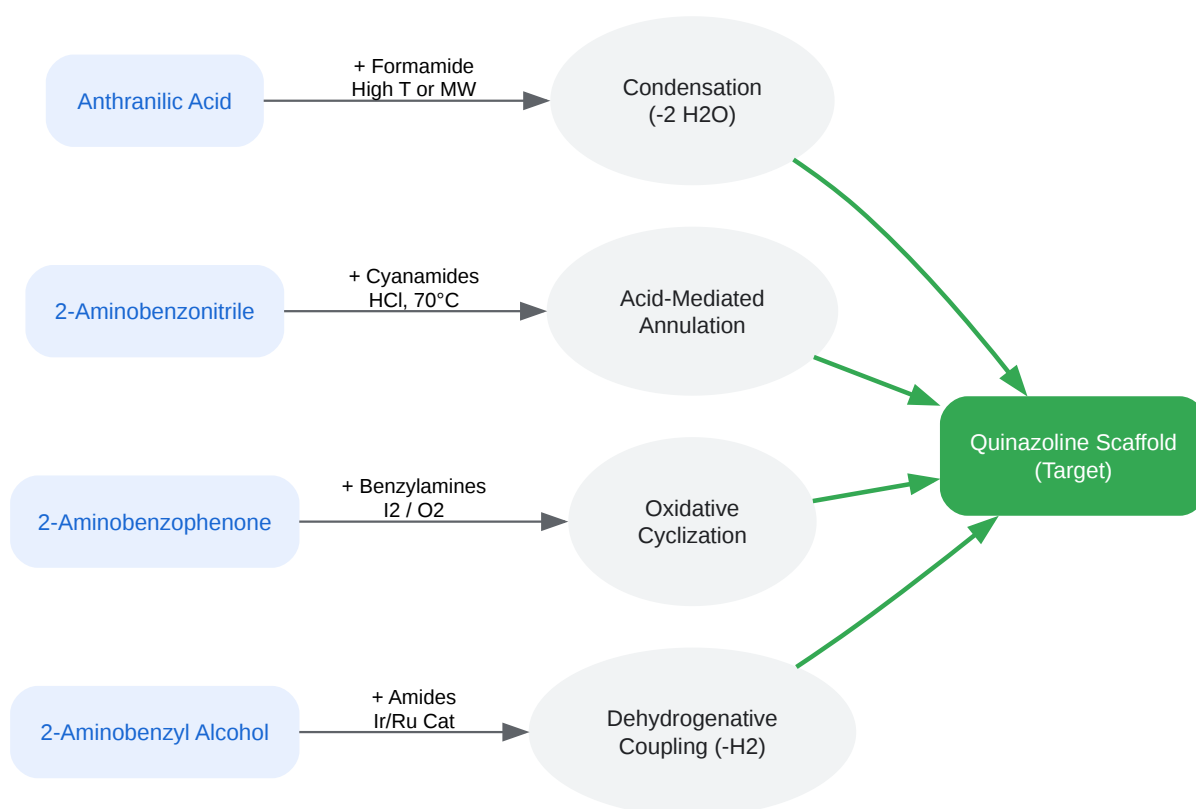 Anthranilic Acid
+ Formamide
High T or MW
Condensation
(-2 H2O)
2-Aminobenzonitrile
+ Cyanamides
HCl, 70°C
Acid-Mediated
Annulation
Quinazoline Scaffold
(Target)
2-Aminobenzophenone
+ Benzylamines
I2 / O2
Oxidative
Cyclization
2-Aminobenzyl Alcohol
+ Amides
Ir/Ru Cat
Dehydrogenative
Coupling (-H2)